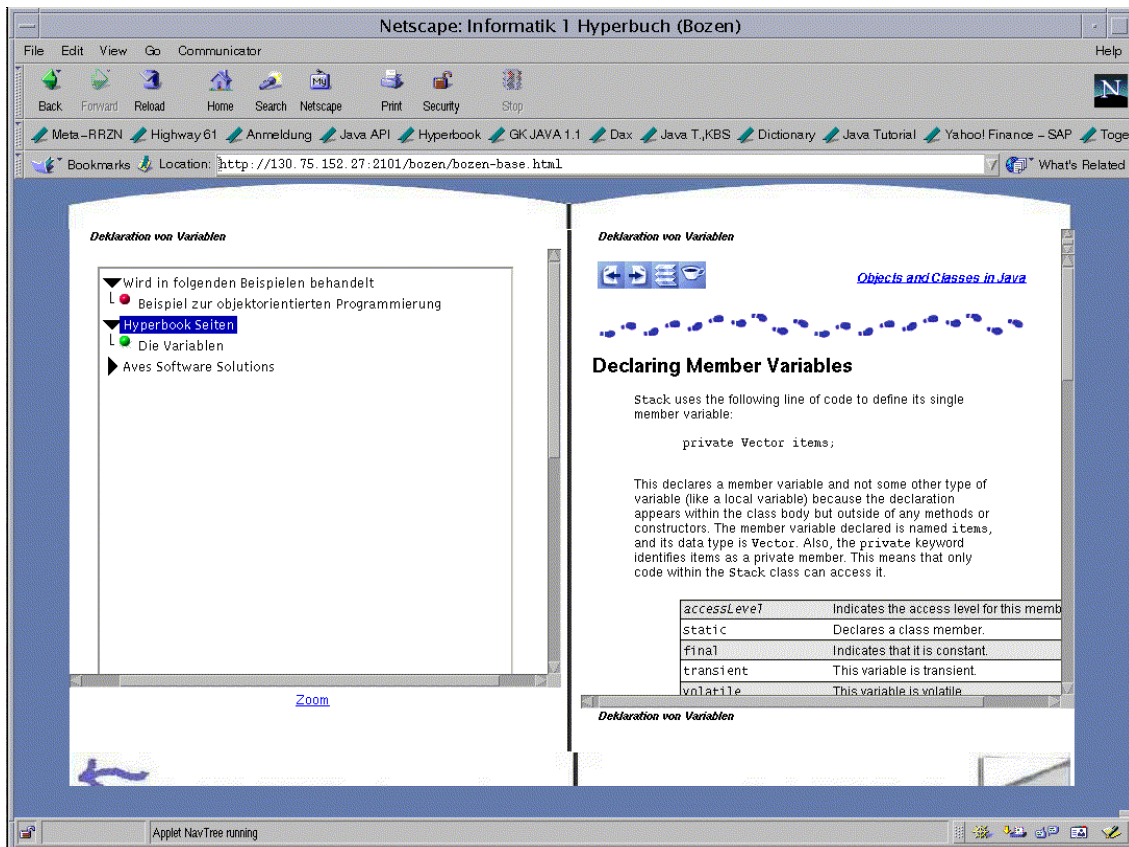 Netscape: Informatik 1 Hyperbuch (Bozen)
File Edit View Go Communicator Help
Back Forward Reload Home Search Netscape Print Security Stop
My
N
Meta-RRZN Highway 61 Anmeldung Java API Hyperbook GK JAVA 1.1 Dax Java T.,KBS Dictionary Java Tutorial Yahoo! Finance - SAP Toge
Bookmarks Location: http://130.75.152.27:2101/bozen/bozen-base.html What's Related
Deklaration von Variablen
Wird in folgenden Beispielen behandelt
Beispiel zur objektorientierten Programmierung
Hyperbook Seiten
Die Variablen
Aves Software Solutions
Zoom
Deklaration von Variablen
Objects and Classes in Java
Declaring Member Variables
Stack uses the following line of code to define its single
member variable:
private Vector items;
This declares a member variable and not some other type of
variable (like a local variable) because the declaration
appears within the class body but outside of any methods or
constructors. The member variable declared is named items,
and its data type is Vector. Also, the private keyword
identifies items as a private member. This means that only
code within the Stack class can access it.
accessLevel Indicates the access level for this memb
static Declares a class member.
final Indicates that it is constant.
transient This variable is transient.
volatile This variable is volatile
Deklaration von Variablen
Applet NavTree running